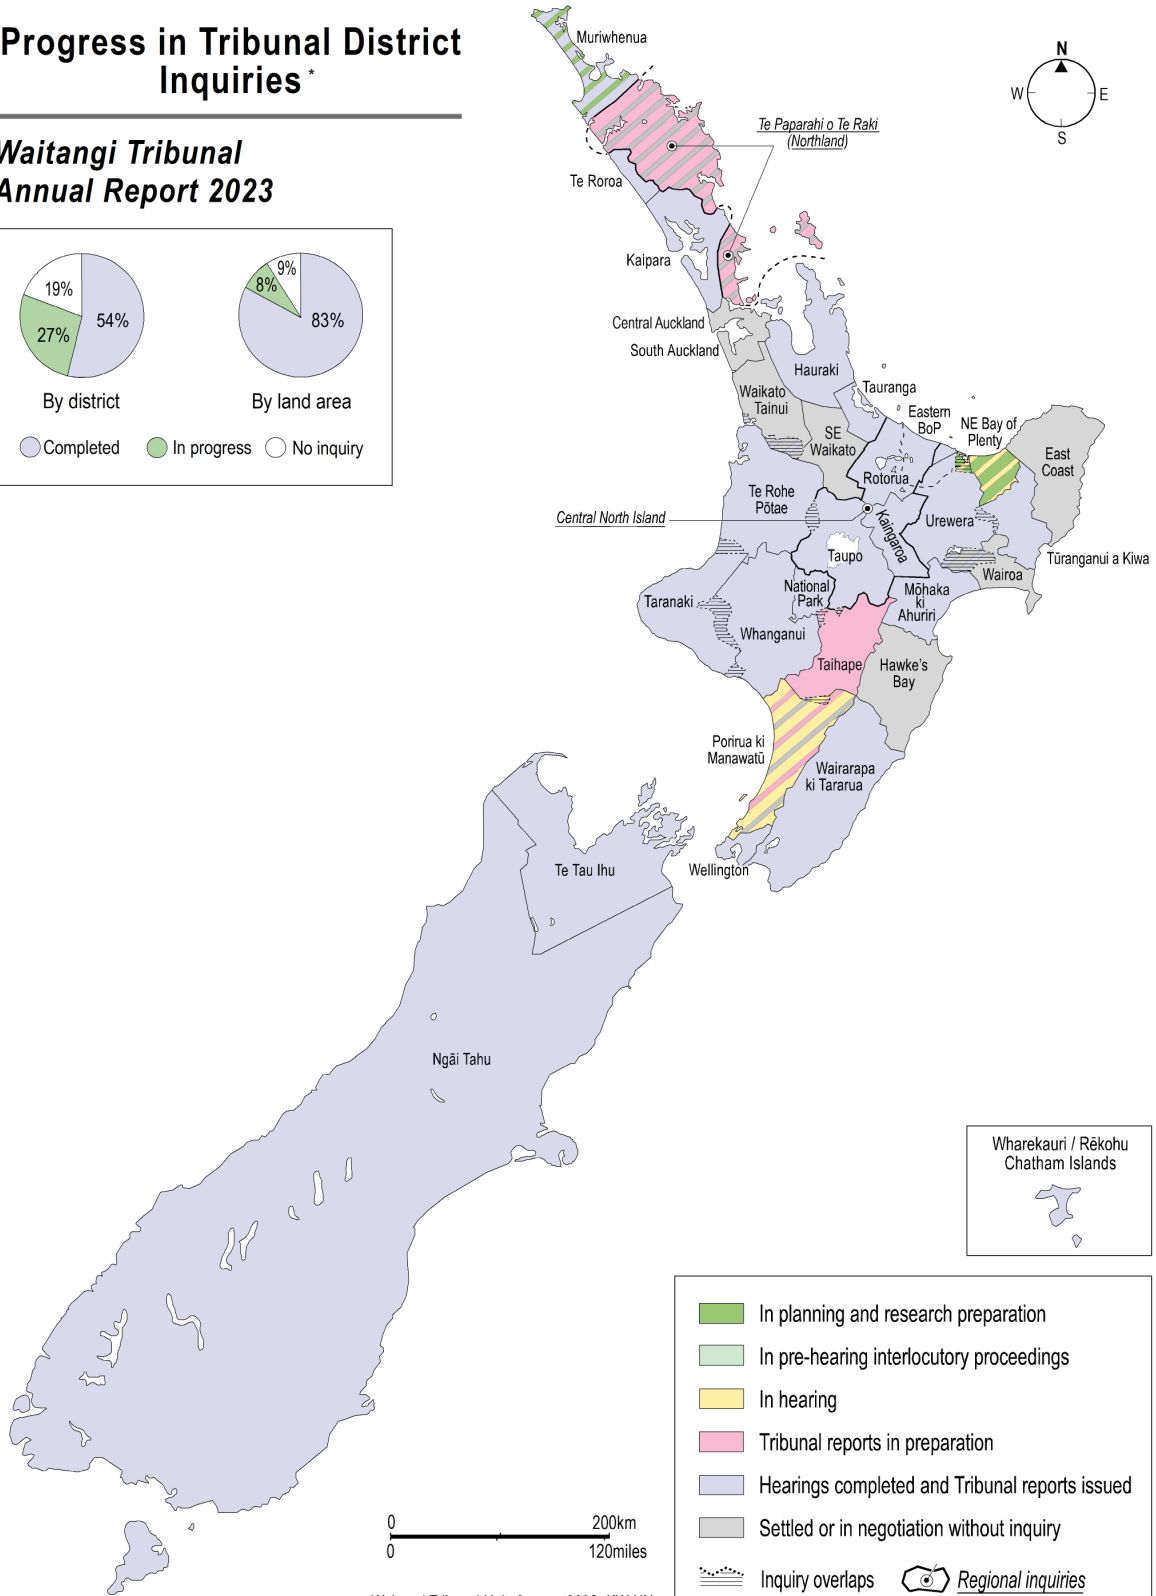 Progress in Tribunal District
Inquiries *
Waitangi Tribunal
Annual Report 2023
19%
27%
54%
By district
9%
8%
83%
By land area
Completed
In progress
No inquiry
Muriwhenua
N
W
E
S
Te Paparahi o Te Raki
(Northland)
Te Roroa
Kaipara
Central Auckland
South Auckland
Hauraki
Tauranga
Waikato
Tainui
SE
Waikato
Eastern
BoP
NE Bay of
Plenty
East
Coast
Rotorua
Te Rohe
Pōtae
Central North Island
Kaingaroa
Urewera
Taupo
Tūranganui a Kiwa
Wairoa
National
Park
Mōhaka
ki
Ahuriri
Taranaki
Whanganui
Taihape
Hawke's
Bay
Porirua ki
Manawatū
Wairarapa
ki Tararua
Wellington
Te Tau Ihu
Ngāi Tahu
Wharekauri / Rēkohu
Chatham Islands
In planning and research preparation
In pre-hearing interlocutory proceedings
In hearing
Tribunal reports in preparation
Hearings completed and Tribunal reports issued
Settled or in negotiation without inquiry
Inquiry overlaps
Regional inquiries
0
200km
0
120miles